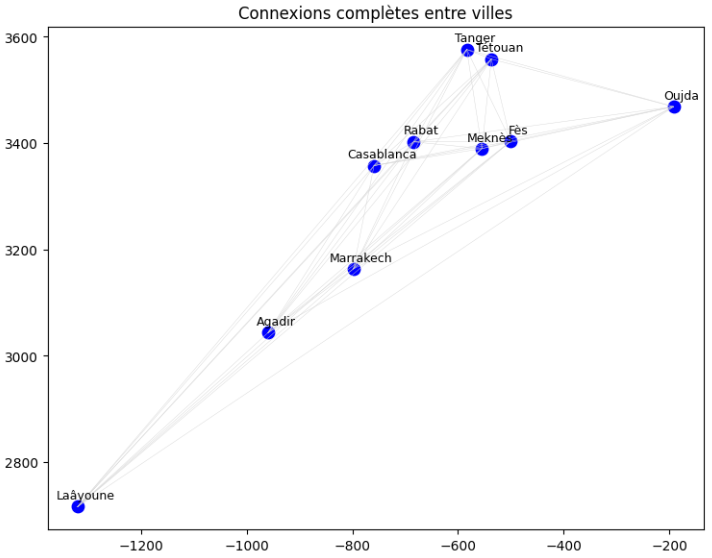 Connexions complètes entre villes
3600
3400
3200
3000
2800
Tanger
Tétouan
Oujda
Rabat
Fès
Meknès
Casablanca
Marrakech
Agadir
Laâyoune
−1200
−1000
−800
−600
−400
−200